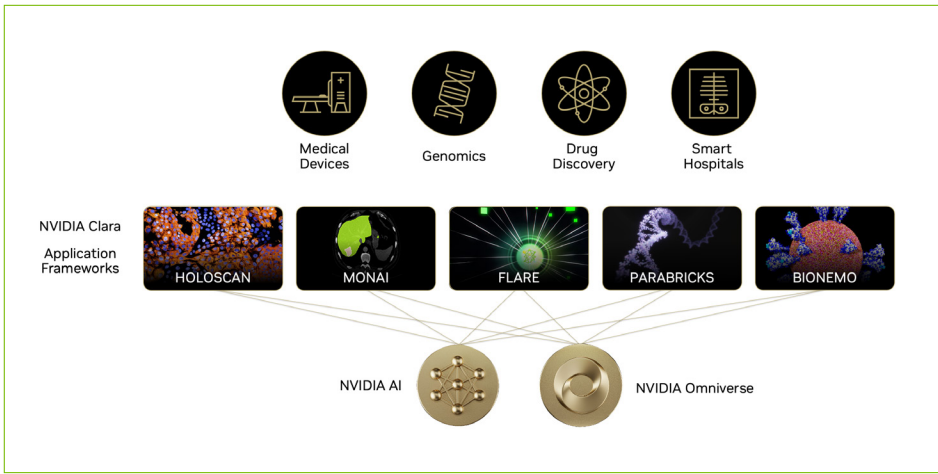 Medical
Devices
Genomics
Drug
Discovery
Smart
Hospitals
NVIDIA Clara
Application
Frameworks
HOLOSCAN
MONAI
FLARE
PARABRICKS
BIONEMO
NVIDIA AI
NVIDIA Omniverse